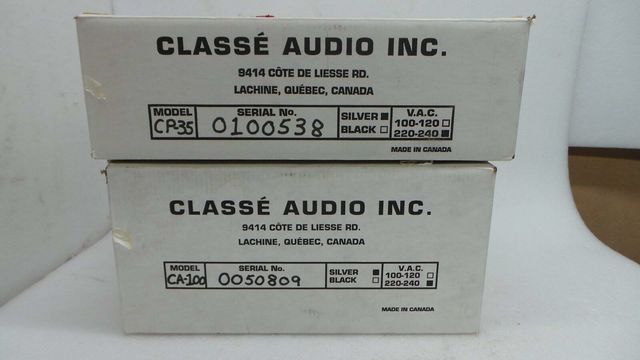 CLASSÉ AUDIO INC.
9414 CÔTE DE LIESSE RD.
LACHINE, QUÉBEC, CANADA
MODEL SERIAL No. SILVER ■ V.A.C.
CP-35 0100538 BLACK □ 100-120 □
220-240 ■
MADE IN CANADA
CLASSÉ AUDIO INC.
9414 CÔTE DE LIESSE RD.
LACHINE, QUÉBEC, CANADA
MODEL SERIAL No. SILVER ■ V.A.C.
CA-100 0050809 BLACK □ 100-120 □
220-240 ■
MADE IN CANADA